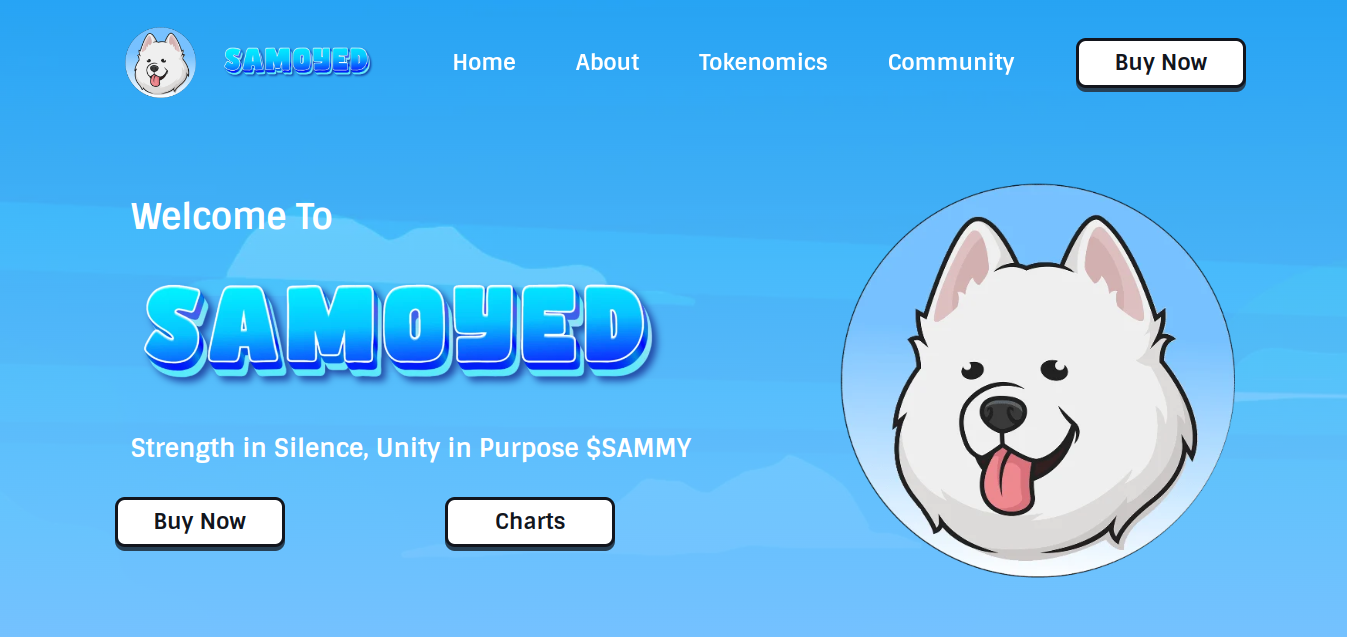 SAMOYED
Home
About
Tokenomics
Community
Buy Now
Welcome To
SAMOYED
Strength in Silence, Unity in Purpose $SAMMY
Buy Now
Charts